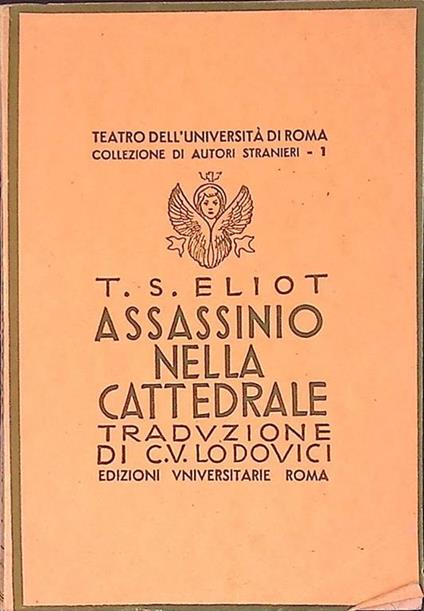 TEATRO DELL'UNIVERSITÀ DI ROMA
COLLEZIONE DI AUTORI STRANIERI - 1
T. S. ELIOT
ASSASSINIO
NELLA
CATTEDRALE
TRADVZIONE
DI C.V. LODOVICI
EDIZIONI VNIVERSITARIE ROMA